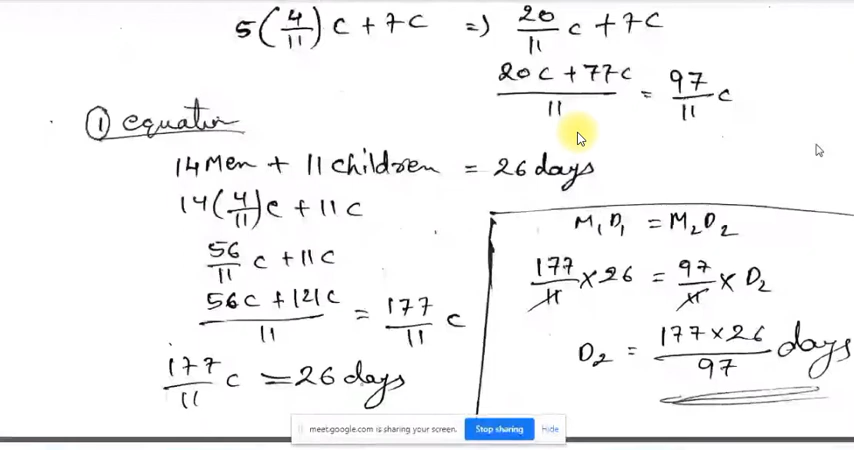 5(4/11)c + 7c => 20/11 c + 7c
20c + 77c / 11 = 97/11 c
① equation
14 Men + 11 children = 26 days
14(4/11)c + 11c
56/11 c + 11c
56c + 121c / 11 = 177/11 c
177/11 c = 26 days
M₁D₁ = M₂D₂
177/11 × 26 = 97/11 × D₂
D₂ = 177 × 26 / 97 days
meet.google.com is sharing your screen.
Stop sharing
Hide